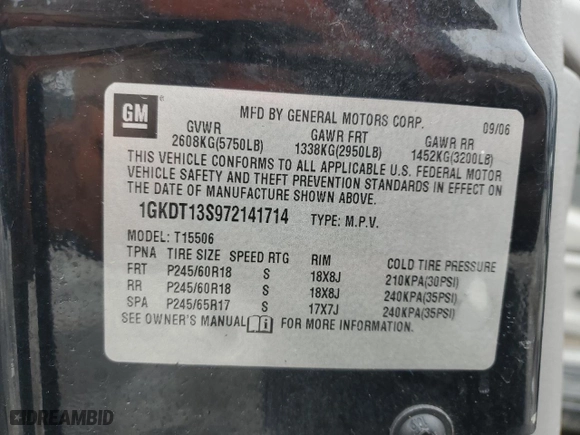 GM
MFD BY GENERAL MOTORS CORP. 09/06
GVWR GAWR FRT GAWR RR
2608KG(5750LB) 1338KG(2950LB) 1452KG(3200LB)
THIS VEHICLE CONFORMS TO ALL APPLICABLE U.S. FEDERAL MOTOR
VEHICLE SAFETY AND THEFT PREVENTION STANDARDS IN EFFECT ON
THE DATE OF MANUFACTURE SHOWN ABOVE.
1GKDT13S972141714 TYPE: M.P.V.
MODEL: T15506
TPNA TIRE SIZE SPEED RTG RIM COLD TIRE PRESSURE
FRT P245/60R18 S 18X8J 210KPA(30PSI)
RR P245/60R18 S 18X8J 240KPA(35PSI)
SPA P245/65R17 S 17X7J 240KPA(35PSI)
SEE OWNER'S MANUAL FOR MORE INFORMATION.
DREAMBID